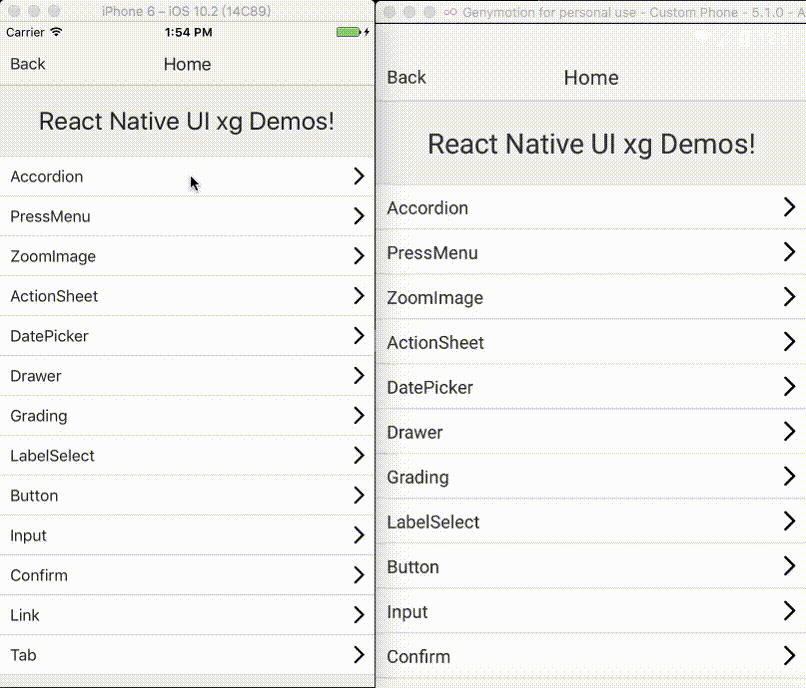 iPhone 6 – iOS 10.2 (14C89)
Carrier 1:54 PM
Back Home
React Native UI xg Demos!
Accordion
PressMenu
ZoomImage
ActionSheet
DatePicker
Drawer
Grading
LabelSelect
Button
Input
Confirm
Link
Tab
Genymotion for personal use - Custom Phone - 5.1.0 - A
Back Home
React Native UI xg Demos!
Accordion
PressMenu
ZoomImage
ActionSheet
DatePicker
Drawer
Grading
LabelSelect
Button
Input
Confirm